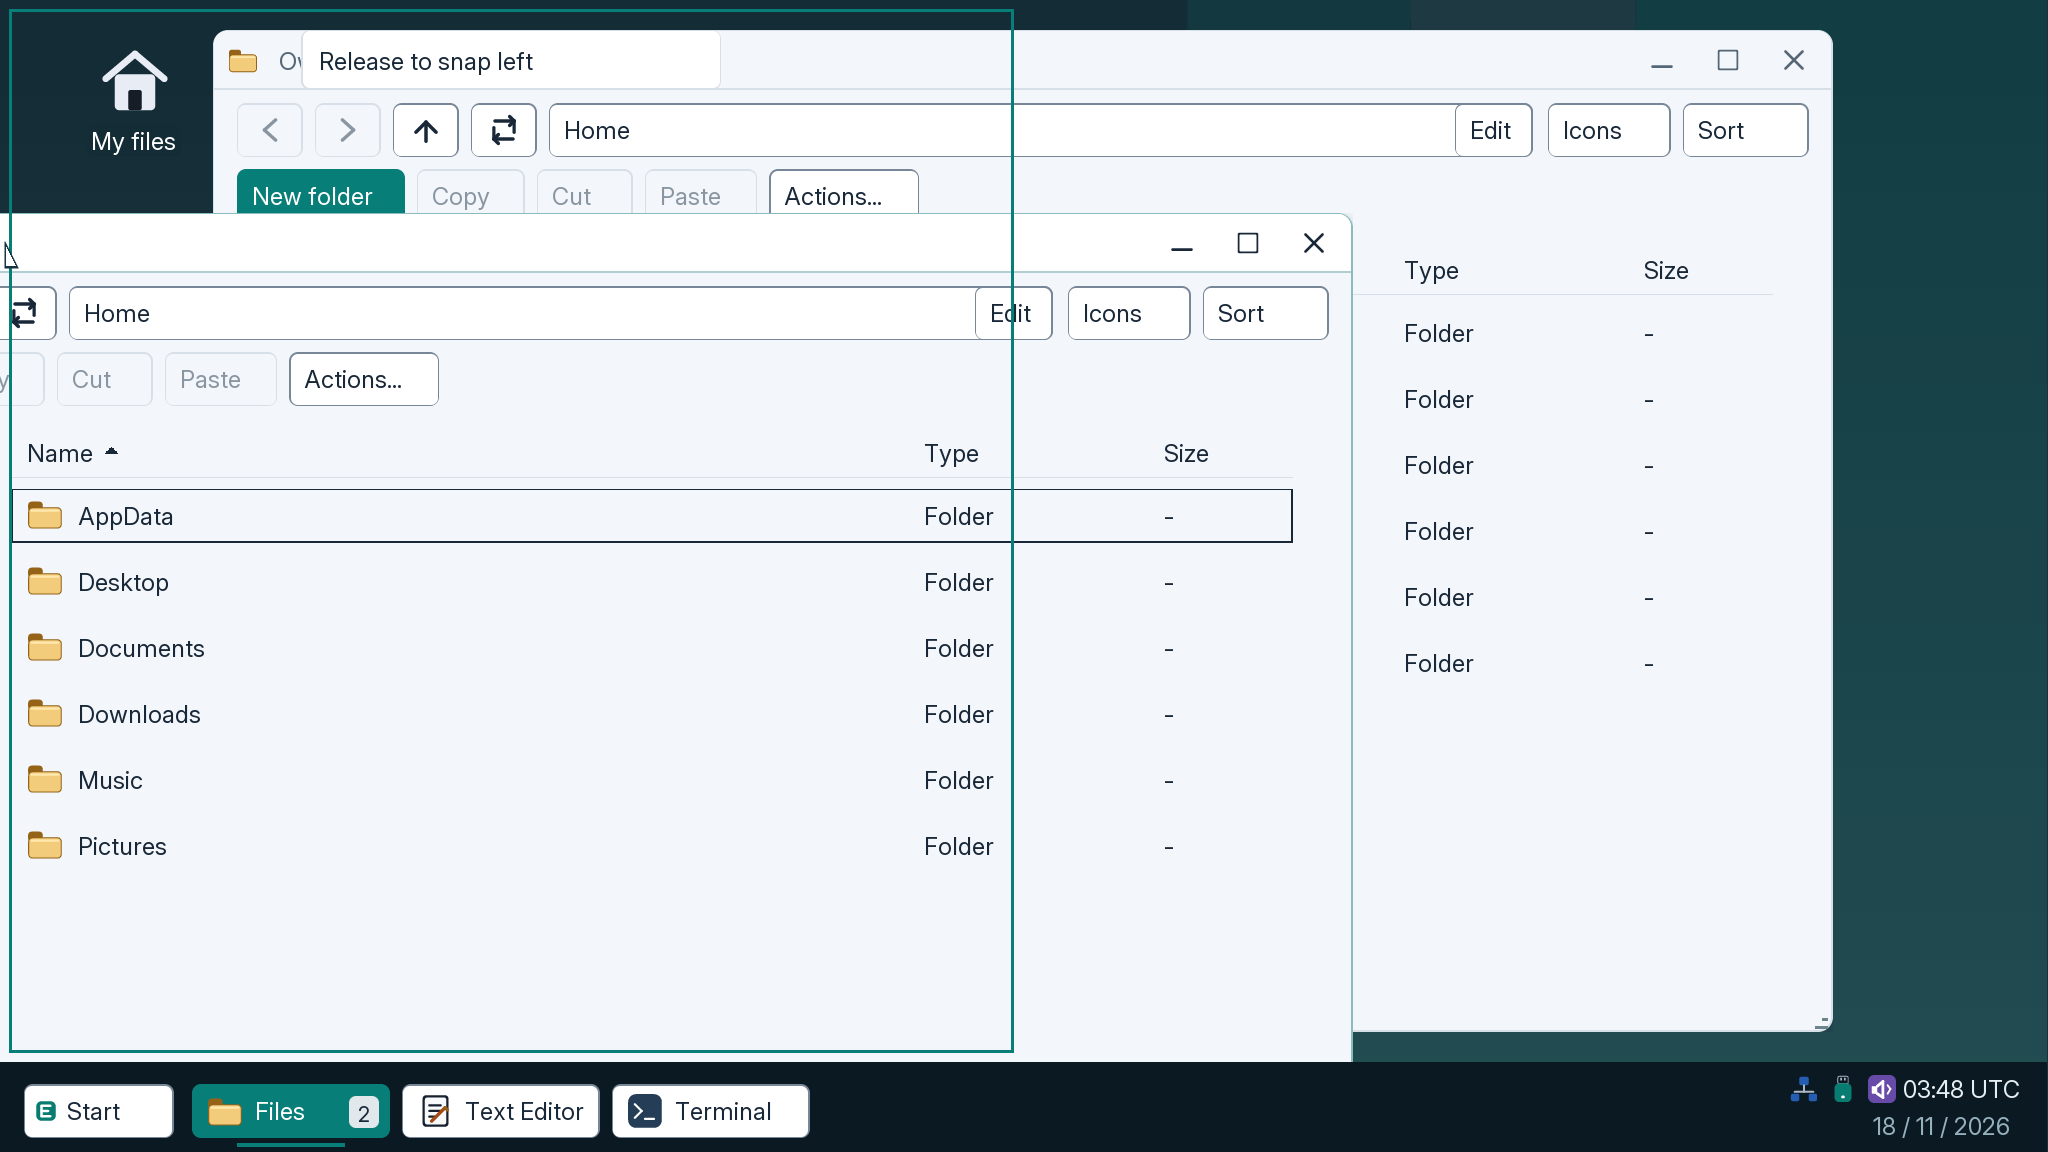 Release to snap left
My files
Home Edit Icons Sort
New folder Copy Cut Paste Actions...
Type Size
Home Edit Icons Sort
Cut Paste Actions...
Name Type Size
AppData Folder -
Desktop Folder -
Documents Folder -
Downloads Folder -
Music Folder -
Pictures Folder -
Folder -
Folder -
Folder -
Folder -
Folder -
Folder -
Start Files 2 Text Editor Terminal
03:48 UTC
18 / 11 / 2026